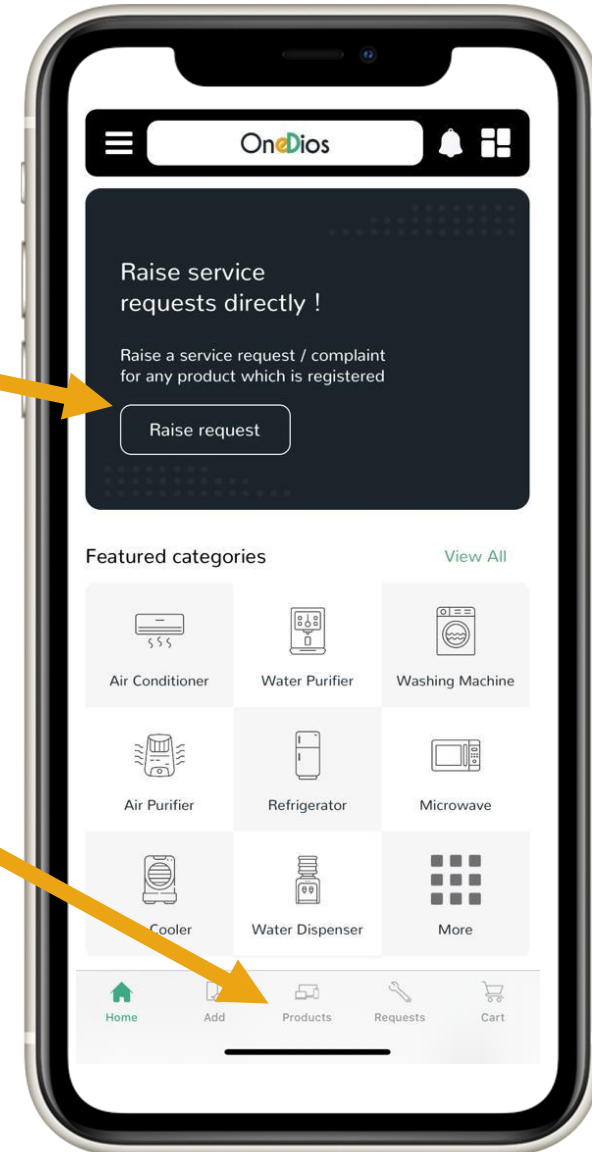 OneDios
Raise service
requests directly !
Raise a service request / complaint
for any product which is registered
Raise request
Featured categories View All
Air Conditioner Water Purifier Washing Machine
Air Purifier Refrigerator Microwave
Cooler Water Dispenser More
Home Add Products Requests Cart